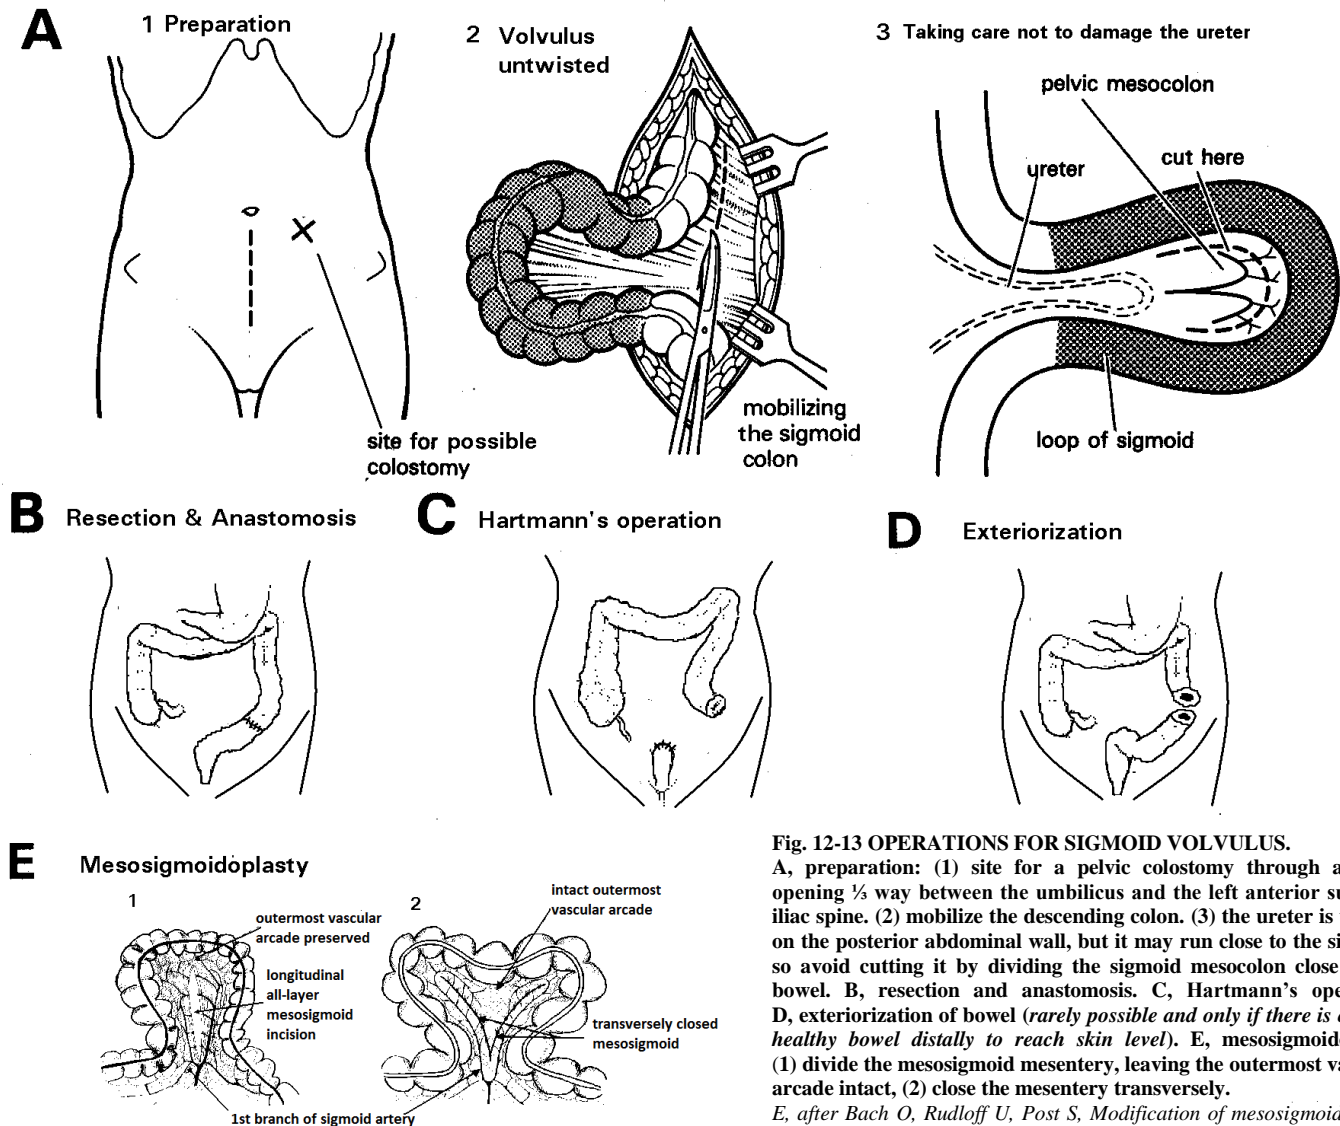 A
1 Preparation
site for possible
colostomy
2 Volvulus
untwisted
mobilizing
the sigmoid
colon
3 Taking care not to damage the ureter
pelvic mesocolon
ureter
cut here
loop of sigmoid
B Resection & Anastomosis
C Hartmann's operation
D Exteriorization
E Mesosigmoidoplasty
1
outermost vascular
arcade preserved
longitudinal
all-layer
mesosigmoid
incision
2
intact outermost
vascular arcade
transversely closed
mesosigmoid
1st branch of sigmoid artery
Fig. 12-13 OPERATIONS FOR SIGMOID VOLVULUS.
A, preparation: (1) site for a pelvic colostomy through a
opening ⅓ way between the umbilicus and the left anterior su
iliac spine. (2) mobilize the descending colon. (3) the ureter is
on the posterior abdominal wall, but it may run close to the si
so avoid cutting it by dividing the sigmoid mesocolon close
bowel. B, resection and anastomosis. C, Hartmann's ope
D, exteriorization of bowel (rarely possible and only if there is
healthy bowel distally to reach skin level). E, mesosigmoid
(1) divide the mesosigmoid mesentery, leaving the outermost va
arcade intact, (2) close the mesentery transversely.
E, after Bach O, Rudloff U, Post S, Modification of mesosigmoid